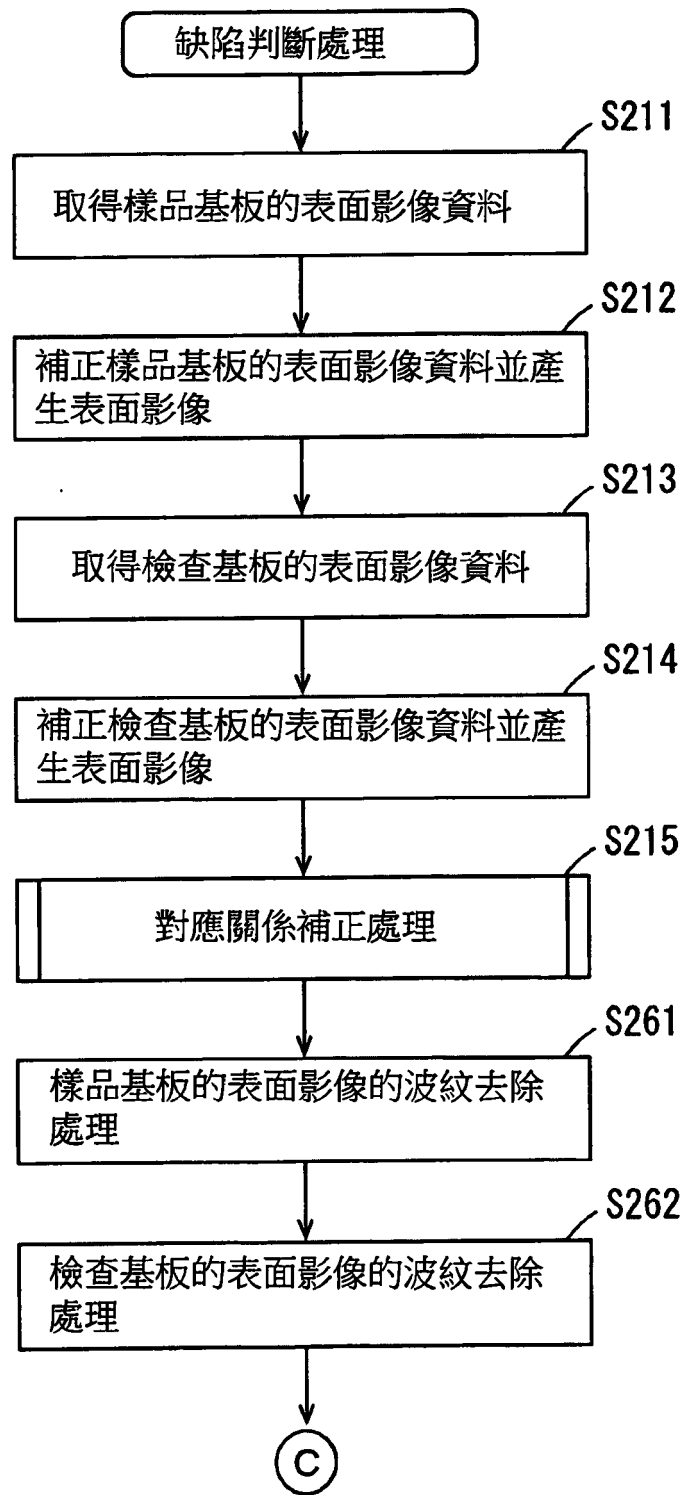 缺陷判斷處理
S211
取得樣品基板的表面影像資料
S212
補正樣品基板的表面影像資料並產
生表面影像
S213
取得檢查基板的表面影像資料
S214
補正檢查基板的表面影像資料並產
生表面影像
S215
對應關係補正處理
S261
樣品基板的表面影像的波紋去除
處理
S262
檢查基板的表面影像的波紋去除
處理
C